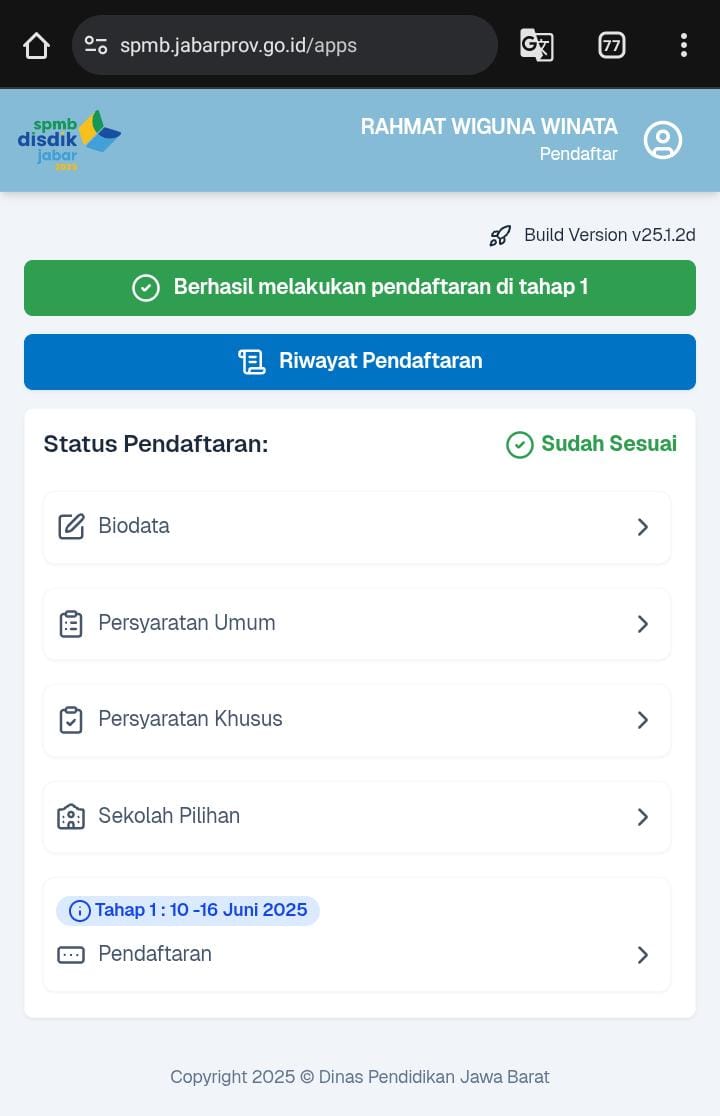 spmb.jabarprov.go.id/apps
77
spmb
disdik
jabar
2025
RAHMAT WIGUNA WINATA
Pendaftar
Build Version v25.1.2d
Berhasil melakukan pendaftaran di tahap 1
Riwayat Pendaftaran
Status Pendaftaran:
Sudah Sesuai
Biodata
Persyaratan Umum
Persyaratan Khusus
Sekolah Pilihan
Tahap 1 : 10 -16 Juni 2025
Pendaftaran
Copyright 2025 © Dinas Pendidikan Jawa Barat